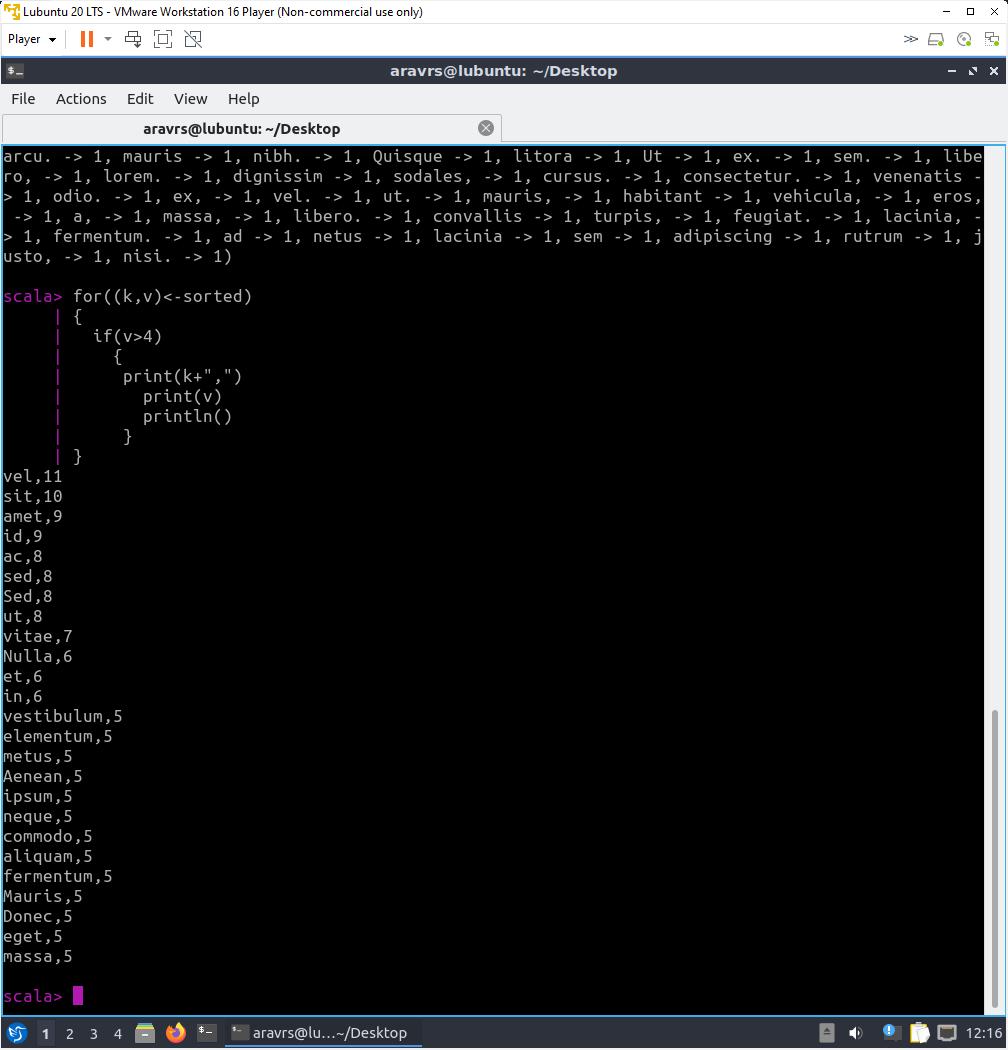 Lubuntu 20 LTS - VMware Workstation 16 Player (Non-commercial use only)
Player
aravrs@lubuntu: ~/Desktop
File Actions Edit View Help
aravrs@lubuntu: ~/Desktop
arcu. -> 1, mauris -> 1, nibh. -> 1, Quisque -> 1, litora -> 1, Ut -> 1, ex. -> 1, sem. -> 1, libe
ro, -> 1, lorem. -> 1, dignissim -> 1, sodales, -> 1, cursus. -> 1, consectetur. -> 1, venenatis -
> 1, odio. -> 1, ex, -> 1, vel. -> 1, ut. -> 1, mauris, -> 1, habitant -> 1, vehicula, -> 1, eros,
-> 1, a, -> 1, massa, -> 1, libero. -> 1, convallis -> 1, turpis, -> 1, feugiat. -> 1, lacinia, -
> 1, fermentum. -> 1, ad -> 1, netus -> 1, lacinia -> 1, sem -> 1, adipiscing -> 1, rutrum -> 1, j
usto, -> 1, nisi. -> 1)
scala> for((k,v)<-sorted)
| {
| if(v>4)
| {
| print(k+",")
| print(v)
| println()
| }
| }
vel,11
sit,10
amet,9
id,9
ac,8
sed,8
Sed,8
ut,8
vitae,7
Nulla,6
et,6
in,6
vestibulum,5
elementum,5
metus,5
Aenean,5
ipsum,5
neque,5
commodo,5
aliquam,5
fermentum,5
Mauris,5
Donec,5
eget,5
massa,5
scala>
1 2 3 4 aravrs@lu...~/Desktop 12:16